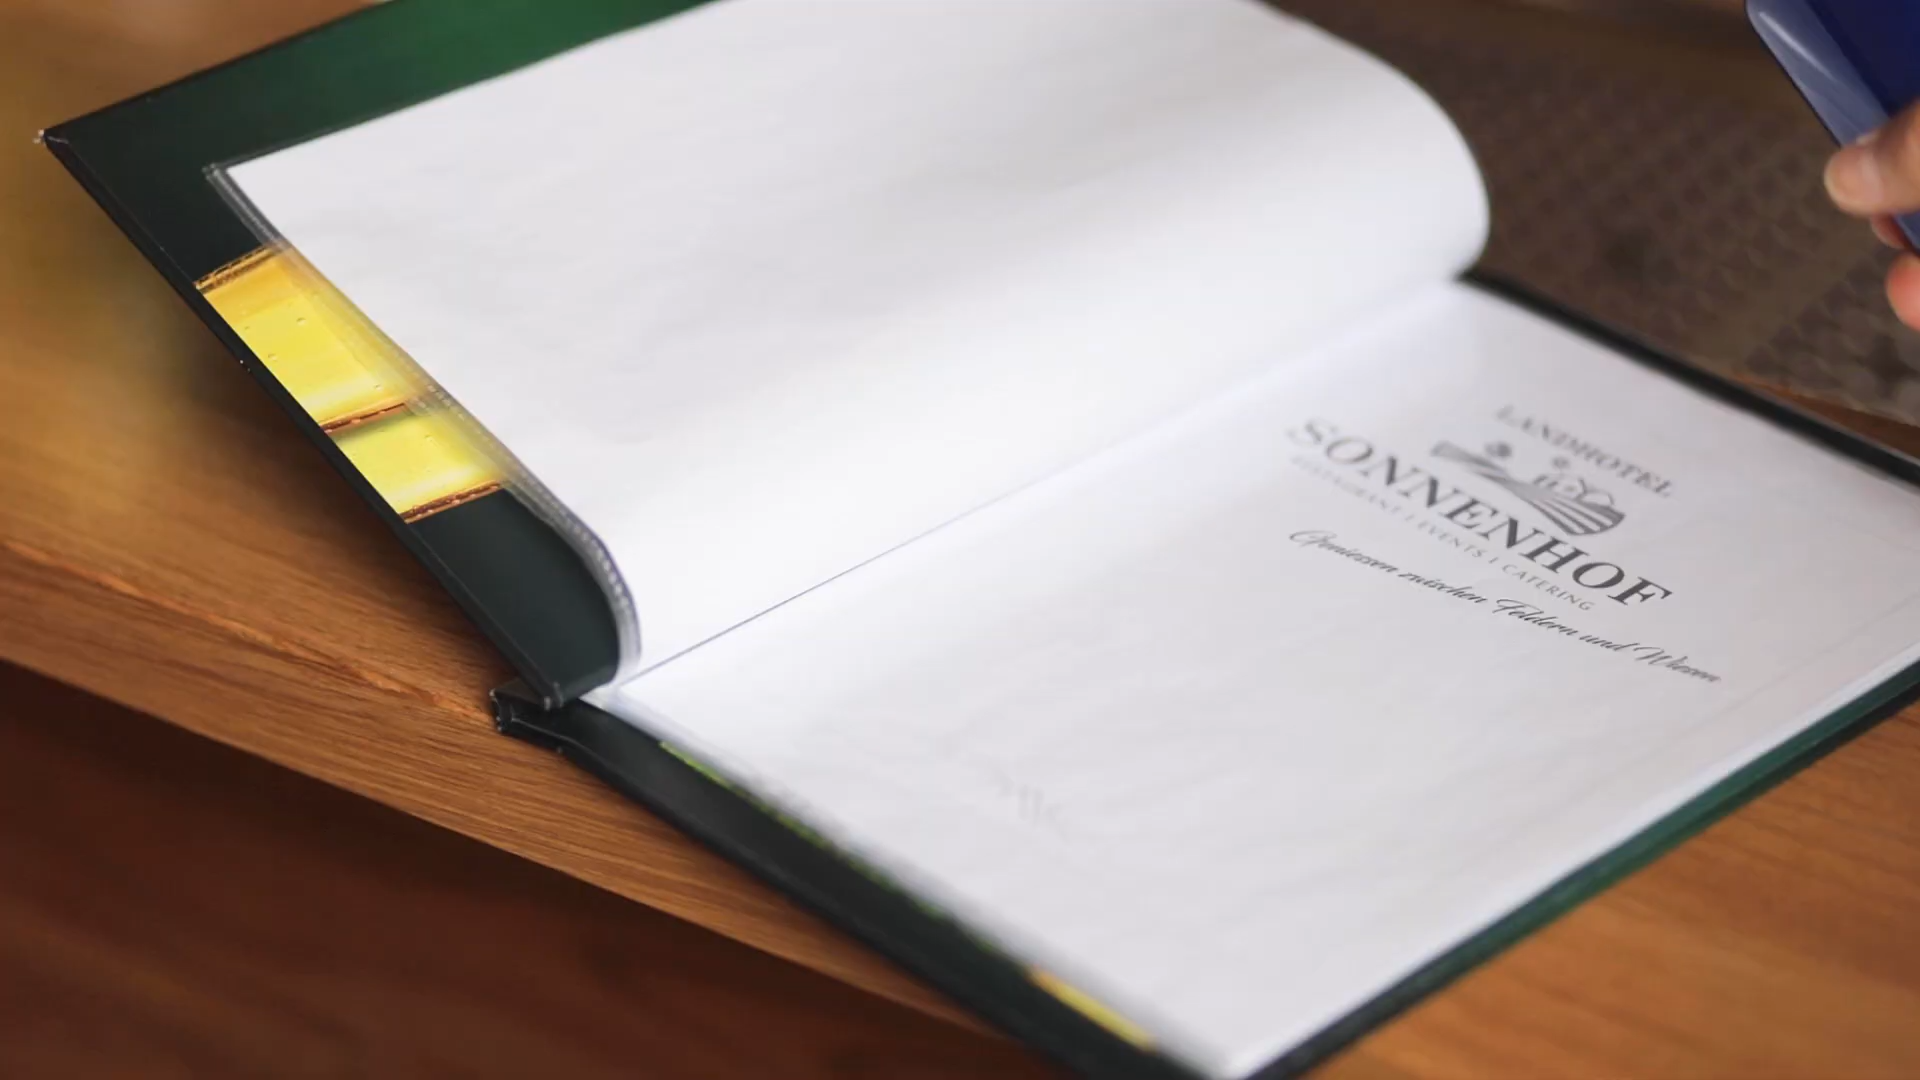 LANDHOTEL
SONNENHOF
RESTAURANT | EVENTS | CATERING
Geniessen zwischen Feldern und Wiesen